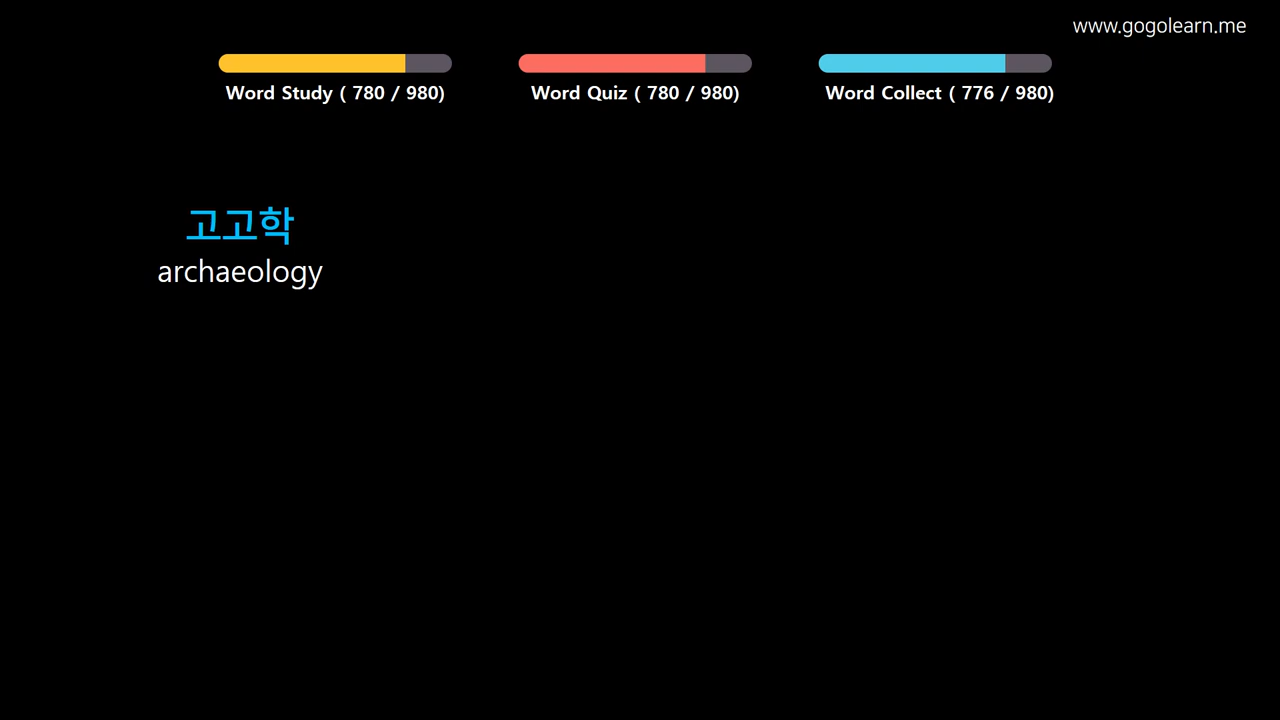 www.gogolearn.me
Word Study ( 780 / 980)
Word Quiz ( 780 / 980)
Word Collect ( 776 / 980)
고고학
archaeology